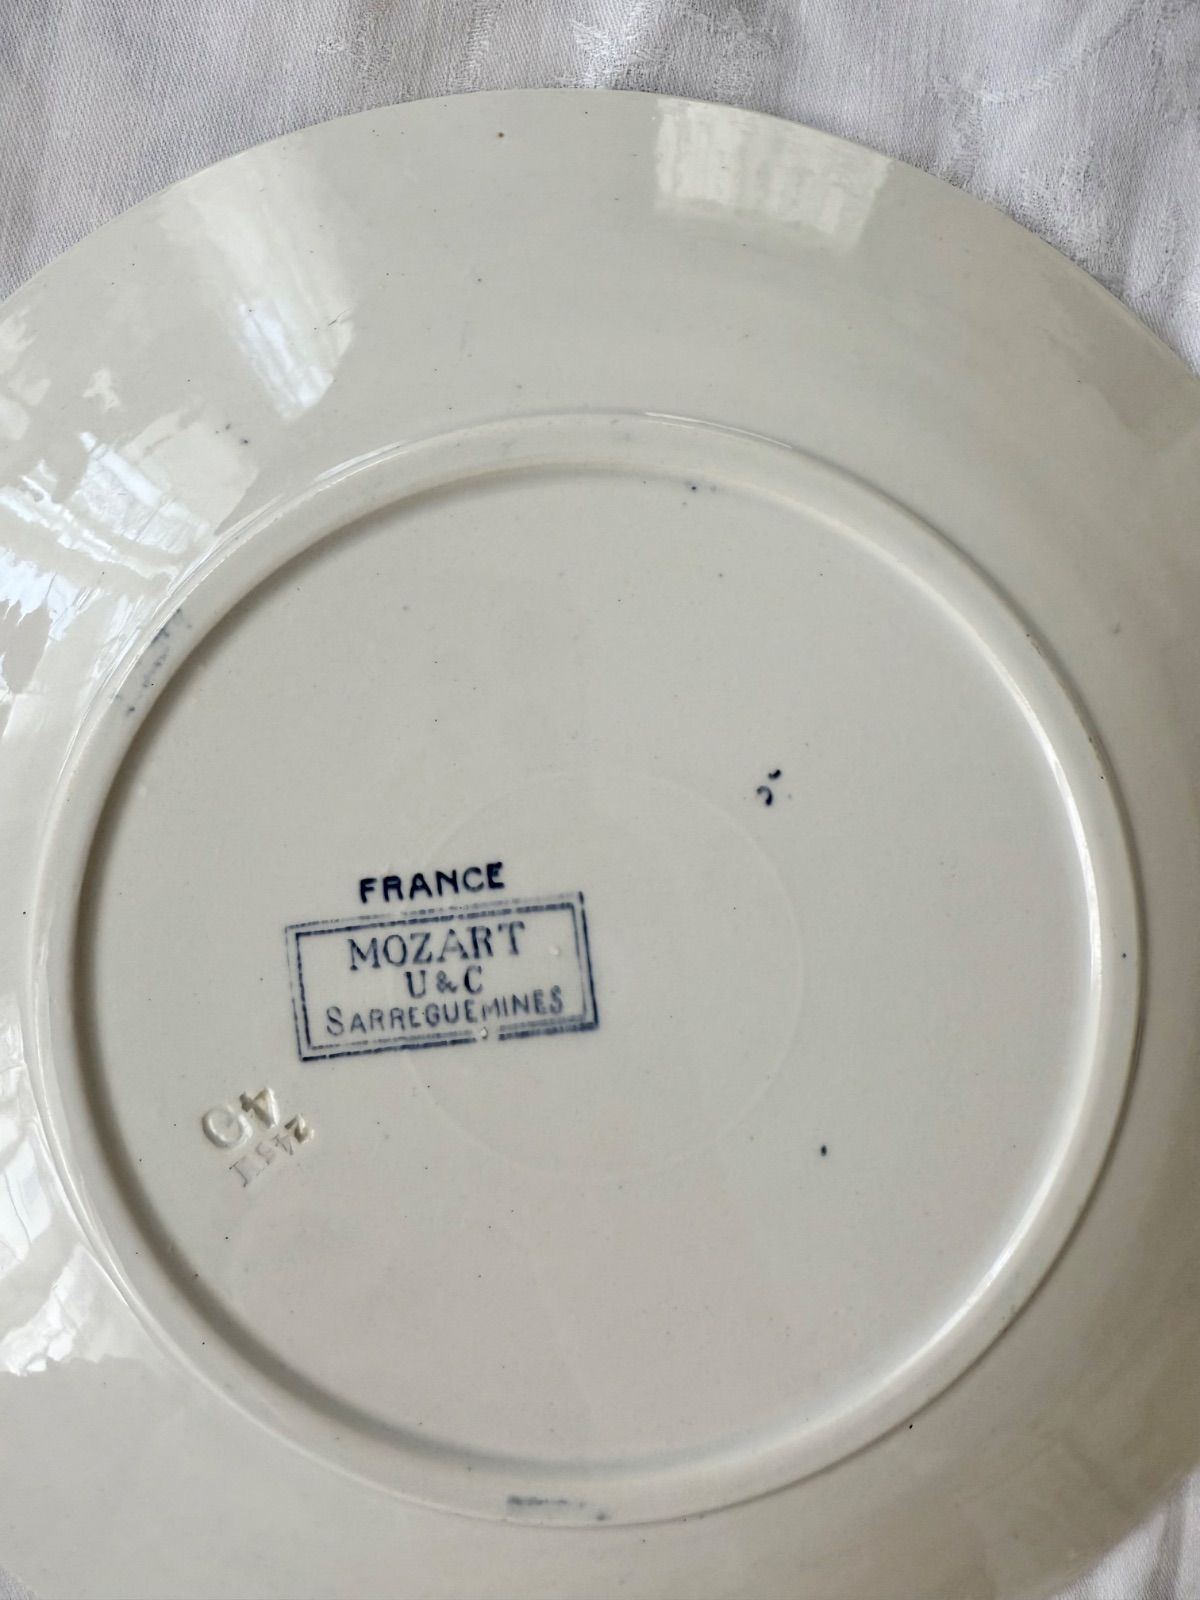 FRANCE
MOZART
U & C
SARREGUEMINES